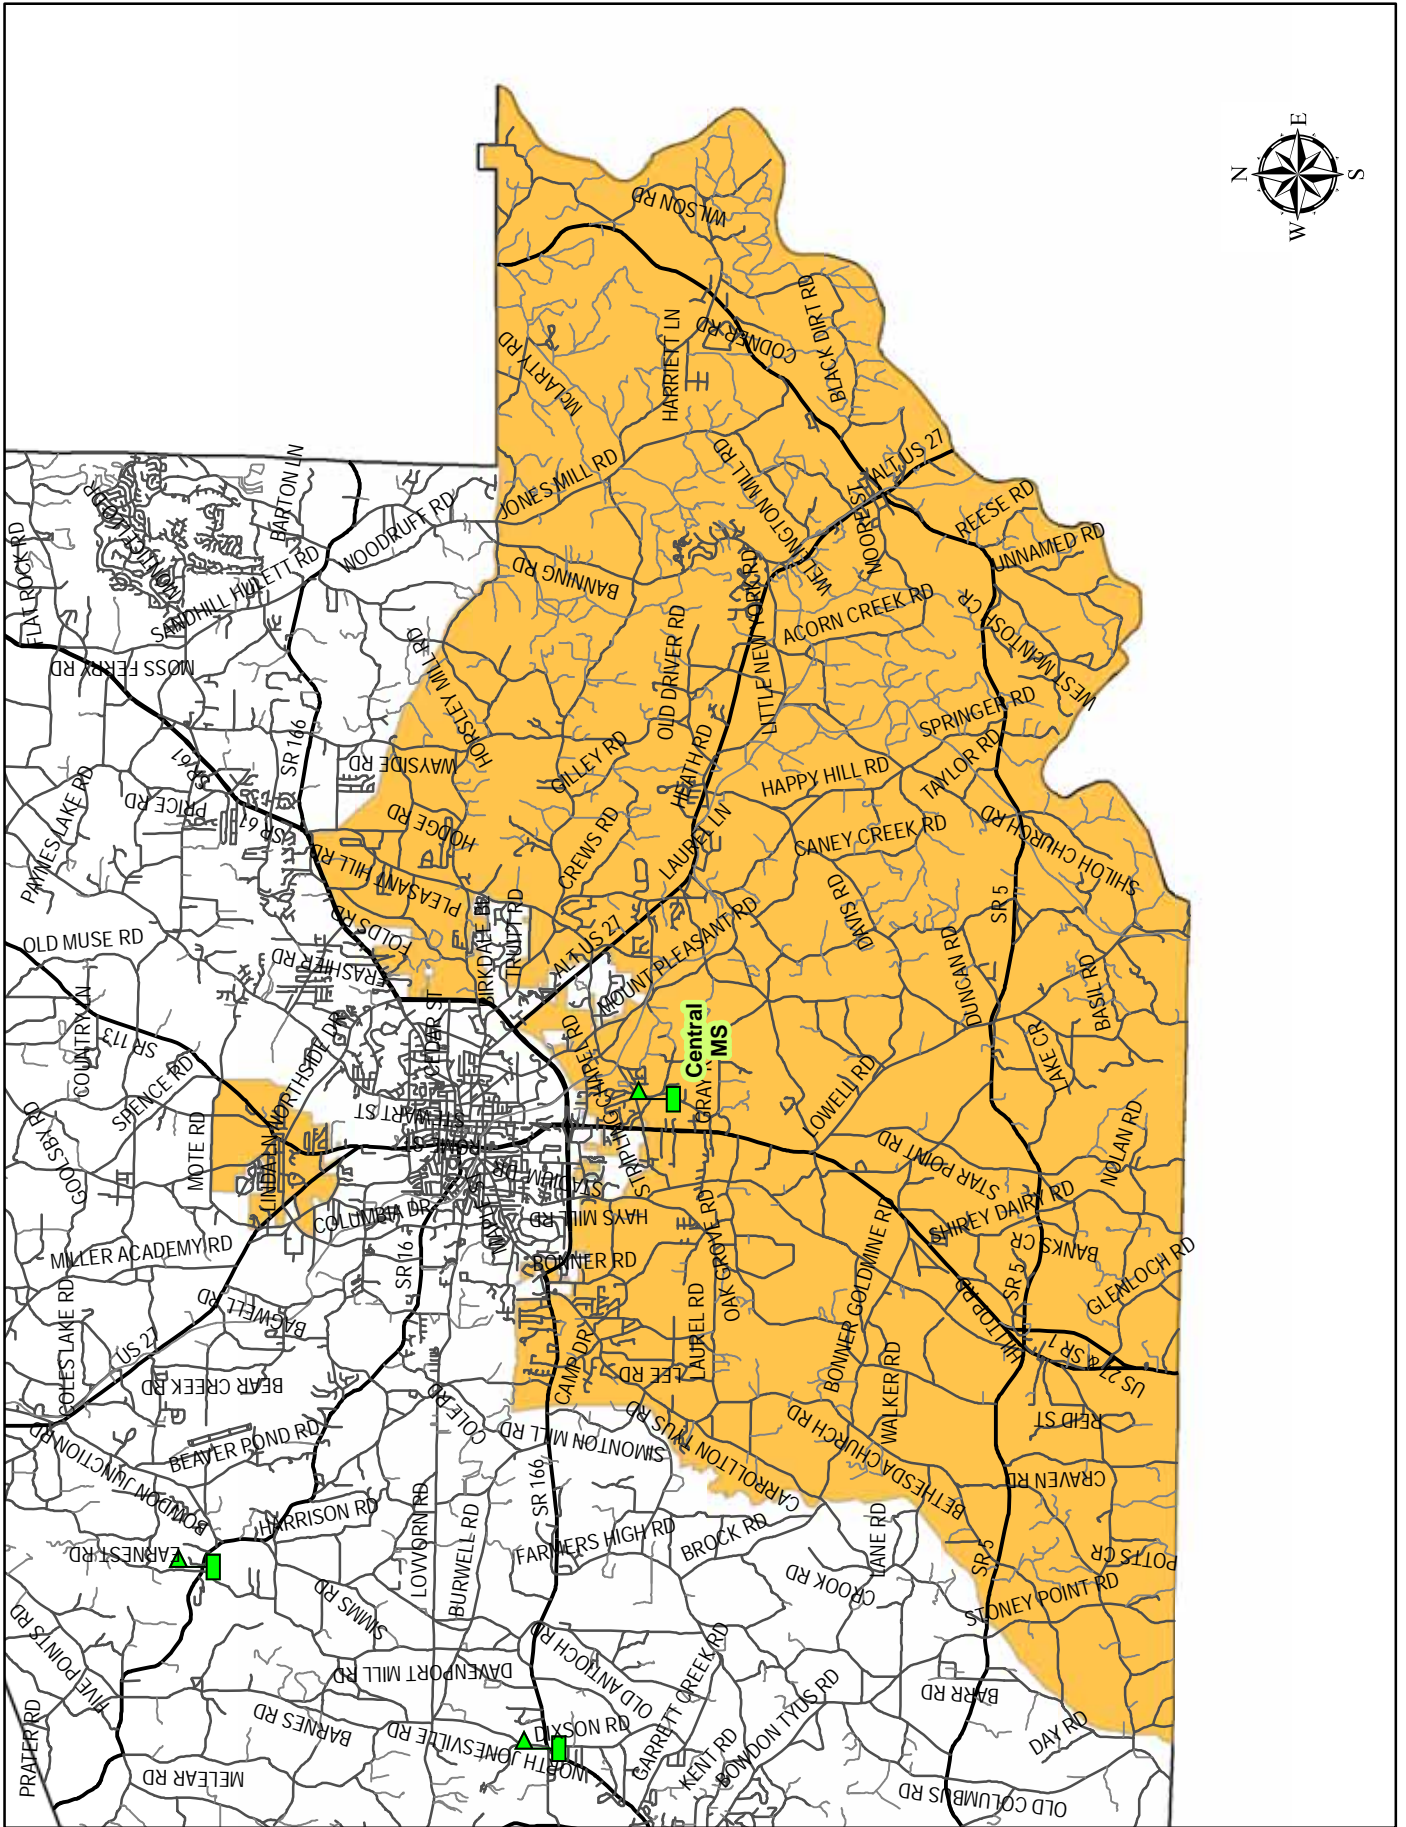 N
E
S
W
WILSON RD
BLACK DIRT RD
CODNER RD
HARRIETT LN
McLARTY RD
JONES MILL RD
WELLINGTON MILL RD
MOORE ST
ALT US 27
REESE RD
UNNAMED RD
WEST McINTOSH CR
BARTON LN
WOODRUFF RD
MONTICELLO DR
FLAT ROCK RD
SANDHILL HULETT RD
MOSS FERRY RD
BANNING RD
OLD DRIVER RD
LITTLE NEW YORK RD
ACORN CREEK RD
HORSLEY MILL RD
SR 166
SR 61
WAYSIDE RD
PRICE RD
SR 61
PAYNES LAKE RD
GILLEY RD
HEATH RD
HAPPY HILL RD
SPRINGER RD
TAYLOR RD
SHILOH CHURCH RD
HODGE RD
CREWS RD
LAUREL LN
SANEY CREEK RD
PLEASANT HILL RD
FOLDS RD
TRUITT RD
ALT US 27
MOUNT PLEASANT RD
DAVIS RD
DUNCAN RD
SR 5
OLD MUSE RD
FRASHIER RD
COUNTRY LN
SR 113
NORTHSIDE DR
CEDAR ST
BASIL RD
LAKE CR
Central
MS
SPENCE RD
GOOLSBY RD
MOTE RD
LINDA LN
STEWART ST
STADIUM DR
LOWELL RD
STAR POINT RD
NOLAN RD
SHIREY DAIRY RD
BANKS CR
SR 5
GLENLOCH RD
MILLER ACADEMY RD
COLUMBIA DR
SR 16
HAYS MILL RD
BONNER RD
LAUREL RD
OAK GROVE RD
BONNER GOLDMINE RD
HILLTOP RD
US 27 & SR 1
COLES LAKE RD
US 27
BAGWELL RD
BEAR CREEK RD
CAMP DR
LEE RD
WALKER RD
REID ST
BOWDON JUNCTION RD
BEAVER POND RD
COLE RD
SIMONTON MILL RD
CARROLLTON TYUS RD
BETHESDA CHURCH RD
CRAVEN RD
HARRISON RD
LOVVORN RD
BURWELL RD
SR 166
FARMERS HIGH RD
BROCK RD
LANE RD
CROOK RD
SR 5
POTTS CR
STONEY POINT RD
EARNEST RD
FIVE POINTS RD
SIMMS RD
DAVENPORT MILL RD
OLD ANTIOCH RD
GARRETT CREEK RD
BARR RD
DAY RD
PRATER RD
BARNES RD
NORTH JONESVILLE RD
DIXSON RD
KENT RD
BOWDON TYUS RD
MELEAR RD
OLD COLUMBUS RD